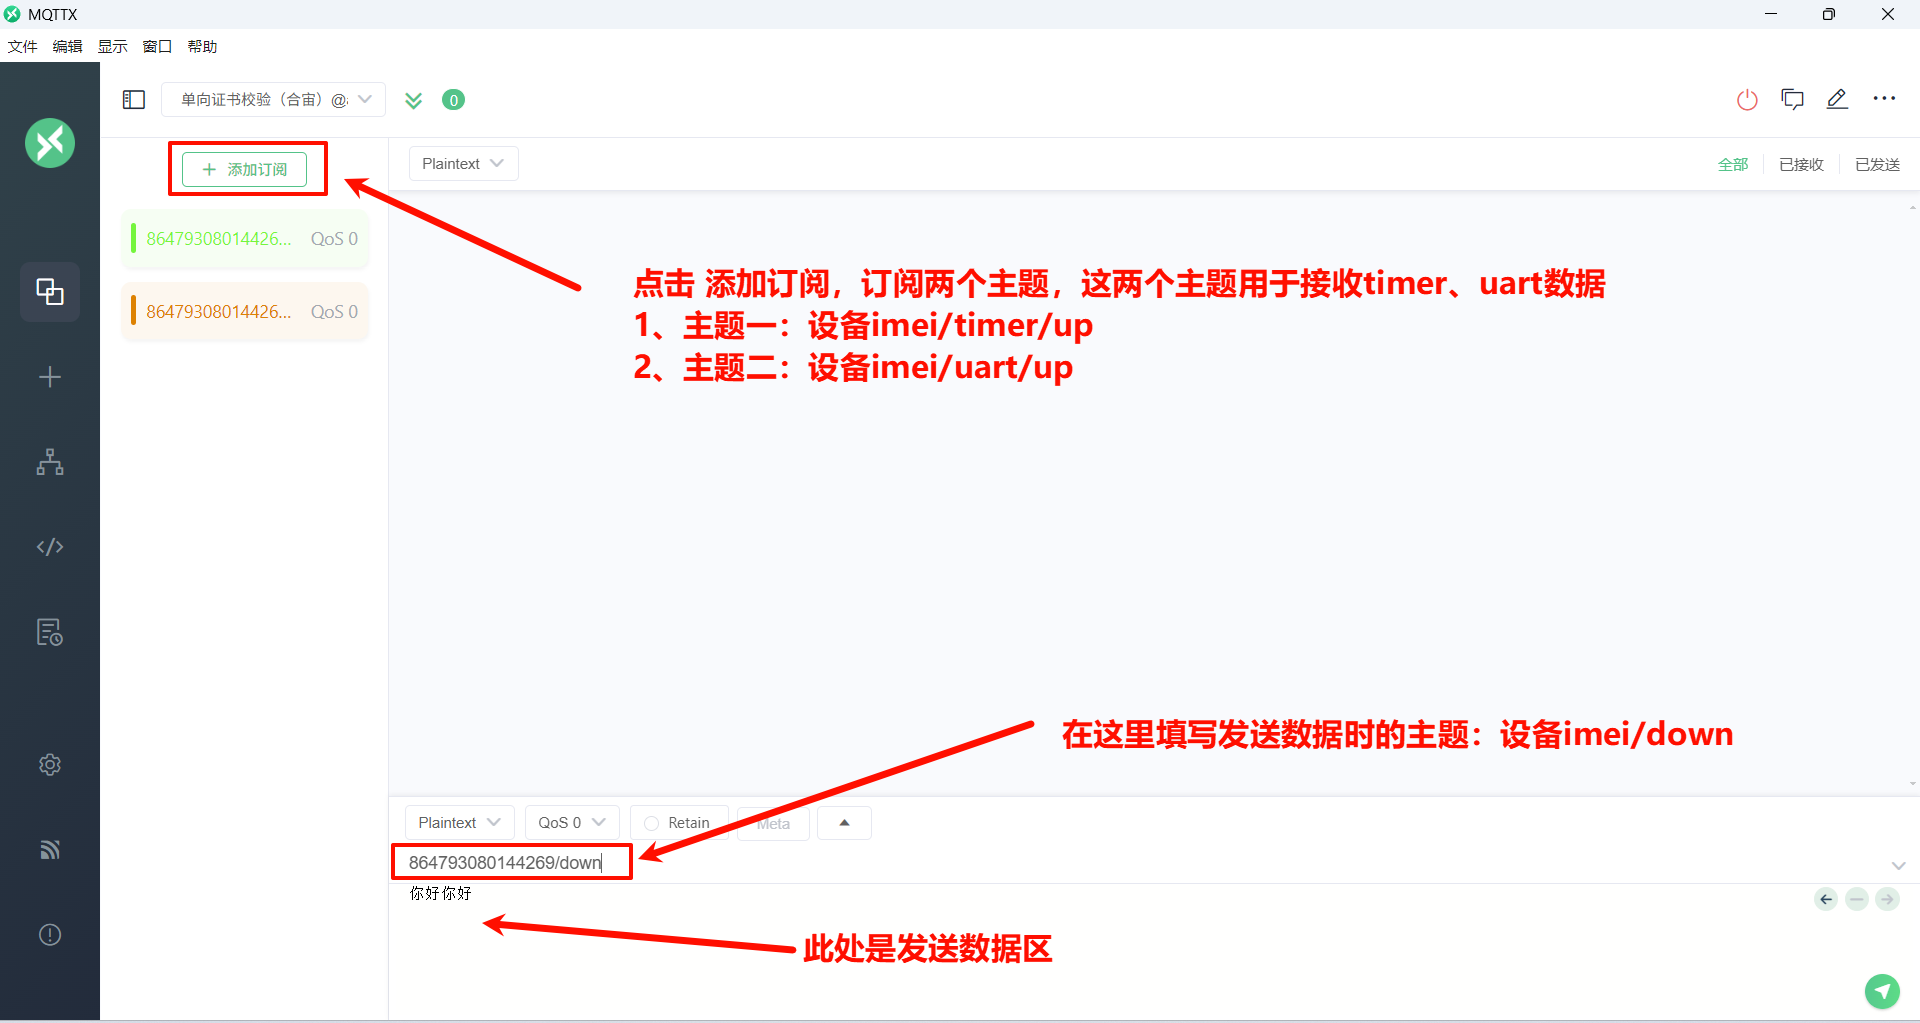 MQTTX
文件 编辑 显示 窗口 帮助
单向证书校验（合宙）@
0
添加订阅
Plaintext
全部
已接收
已发送
86479308014426...
QoS 0
86479308014426...
QoS 0
点击 添加订阅，订阅两个主题，这两个主题用于接收timer、uart数据
1、主题一：设备imei/timer/up
2、主题二：设备imei/uart/up
在这里填写发送数据时的主题：设备imei/down
Plaintext
QoS 0
Retain
Meta
864793080144269/down
你好你好
此处是发送数据区